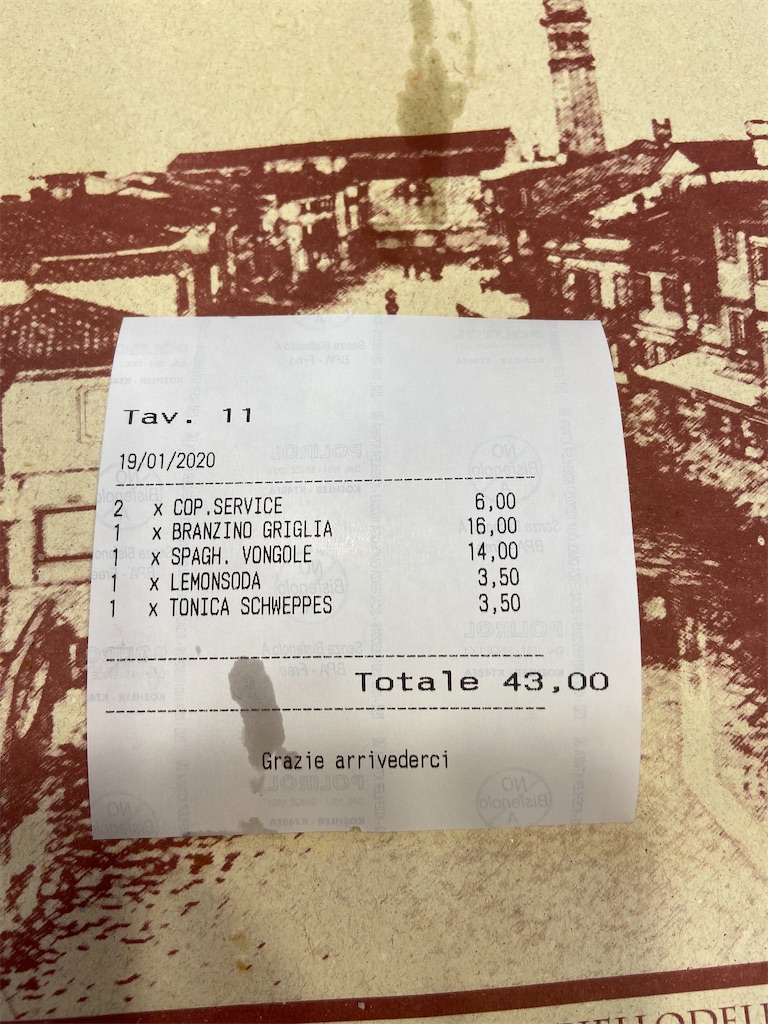 Tav. 11
19/01/2020
2 x COP.SERVICE 6,00
1 x BRANZINO GRIGLIA 16,00
1 x SPAGH. VONGOLE 14,00
1 x LEMONSODA 3,50
1 x TONICA SCHWEPPES 3,50
Totale 43,00
Grazie arrivederci